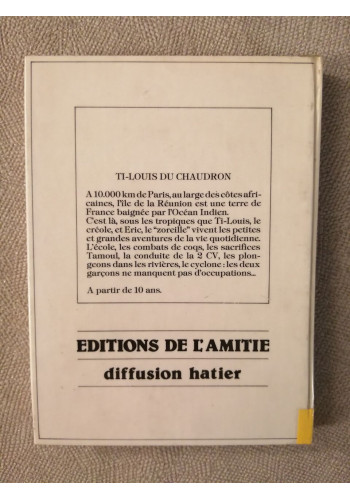 TI-LOUIS DU CHAUDRON
A 10.000 km de Paris, au large des côtes afri-
caines, l'île de la Réunion est une terre de
France baignée par l'Océan Indien.
C'est là, sous les tropiques que Ti-Louis, le
créole, et Eric, le "zoreille" vivent les petites
et grandes aventures de la vie quotidienne.
L'école, les combats de coqs, les sacrifices
Tamoul, la conduite de la 2 CV, les plon-
geons dans les rivières, le cyclone : les deux
garçons ne manquent pas d'occupations...
A partir de 10 ans.
EDITIONS DE L'AMITIE
diffusion hatier